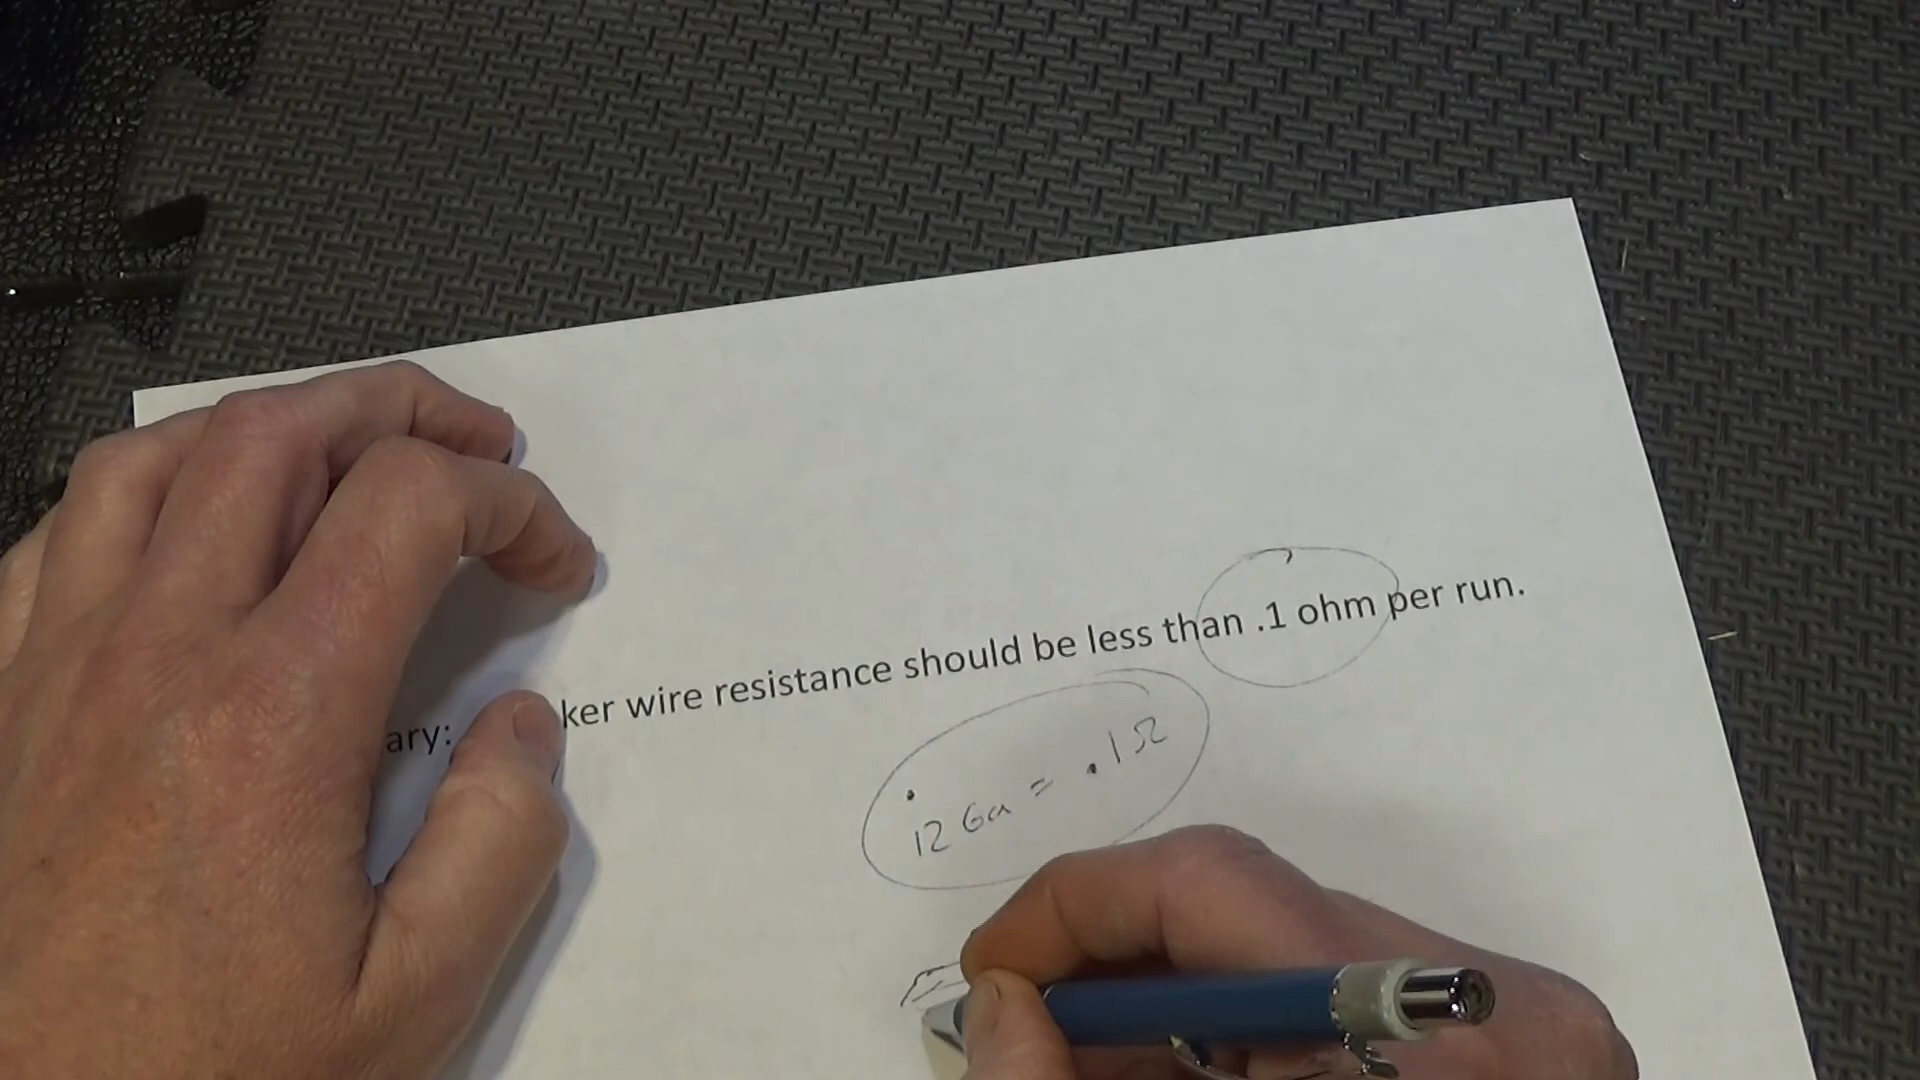 ary: ker wire resistance should be less than .1 ohm per run.
12 Ga = .1Ω